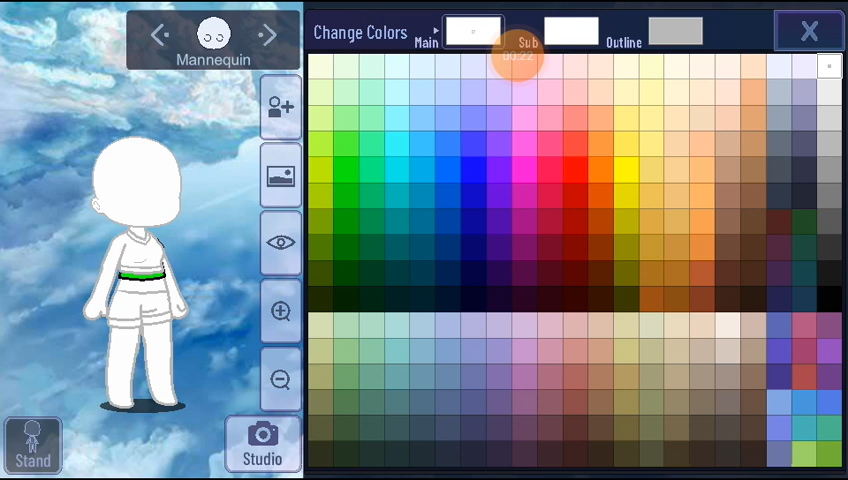 Mannequin
Change Colors
Main
Sub
Outline
X
00:22
Stand
Studio